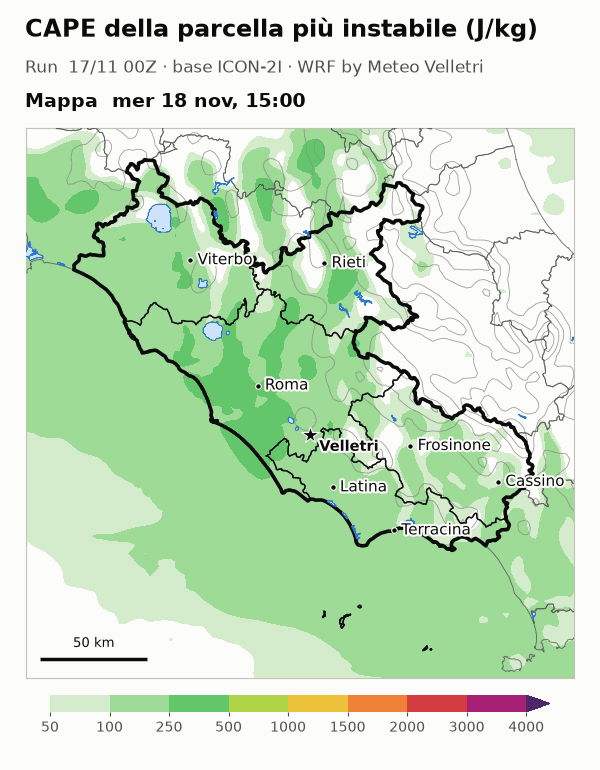 CAPE della parcella più instabile (J/kg)
Run  17/11 00Z · base ICON-2I · WRF by Meteo Velletri
Mappa  mer 18 nov, 15:00
Viterbo
Rieti
Roma
Velletri
Frosinone
Latina
Cassino
Terracina
50 km
50 100 250 500 1000 1500 2000 3000 4000